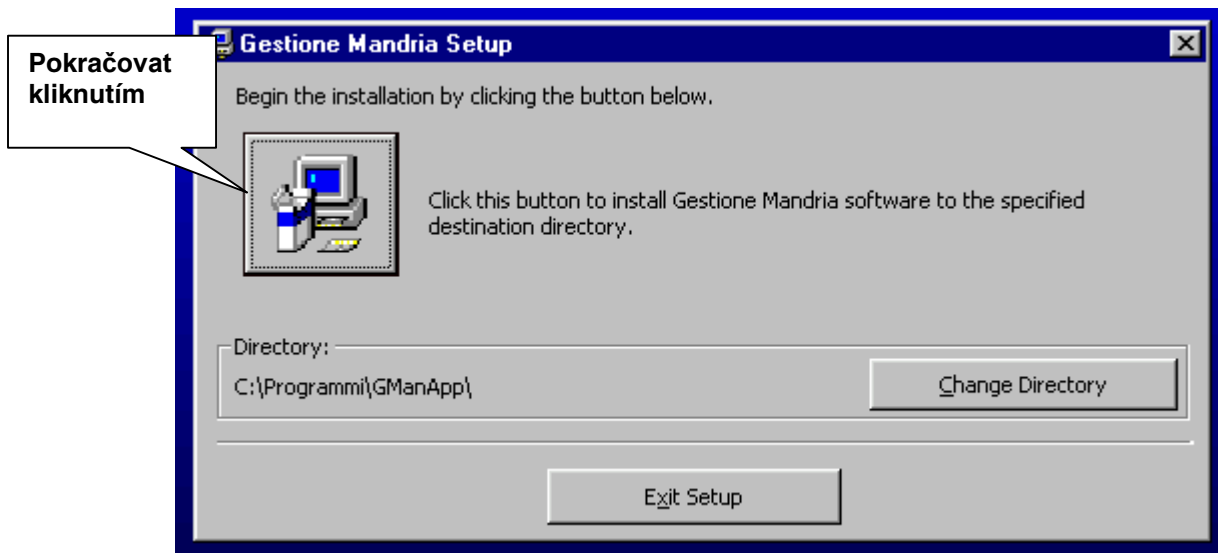 Gestione Mandria Setup
Pokračovat
kliknutím
Begin the installation by clicking the button below.
Click this button to install Gestione Mandria software to the specified
destination directory.
Directory:
C:\Programmi\GManApp\
Change Directory
Exit Setup